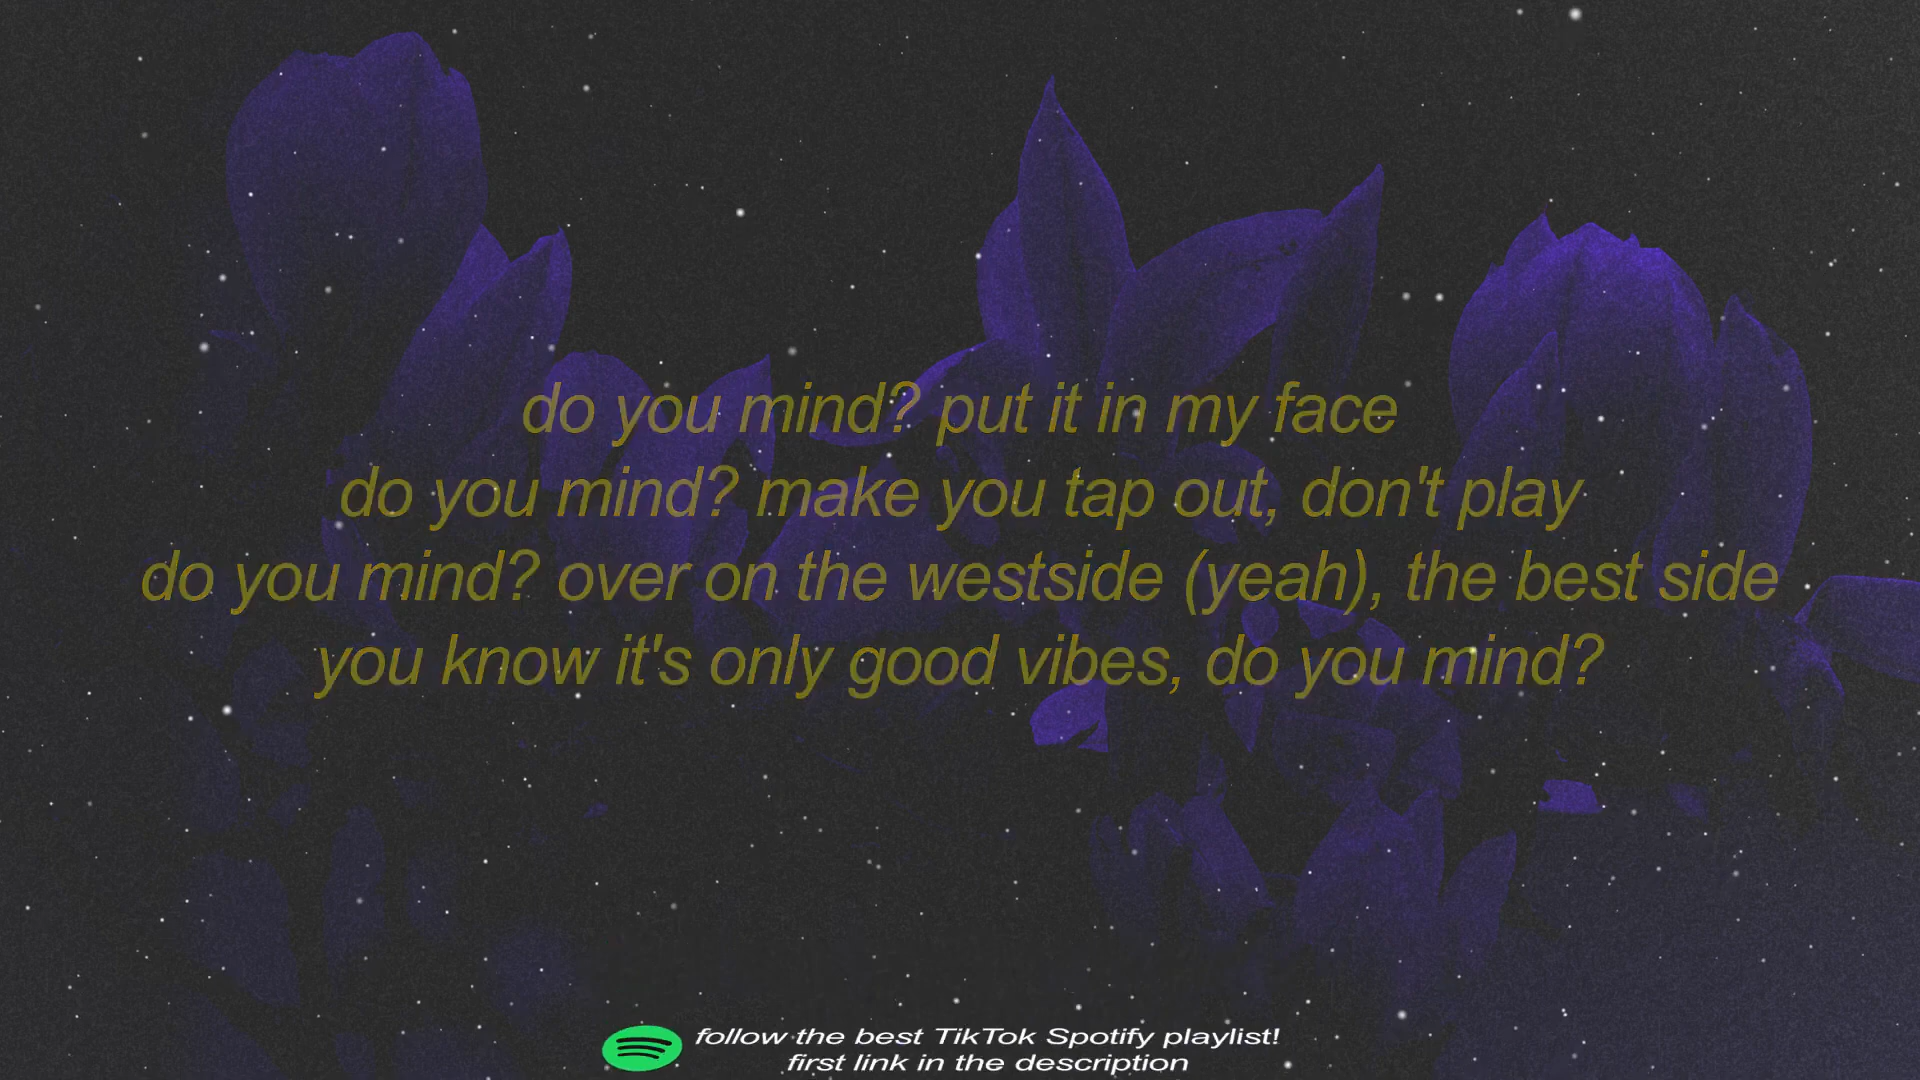 do you mind? put it in my face
do you mind? make you tap out, don't play
do you mind? over on the westside (yeah), the best side
you know it's only good vibes, do you mind?
follow the best TikTok Spotify playlist!
first link in the description